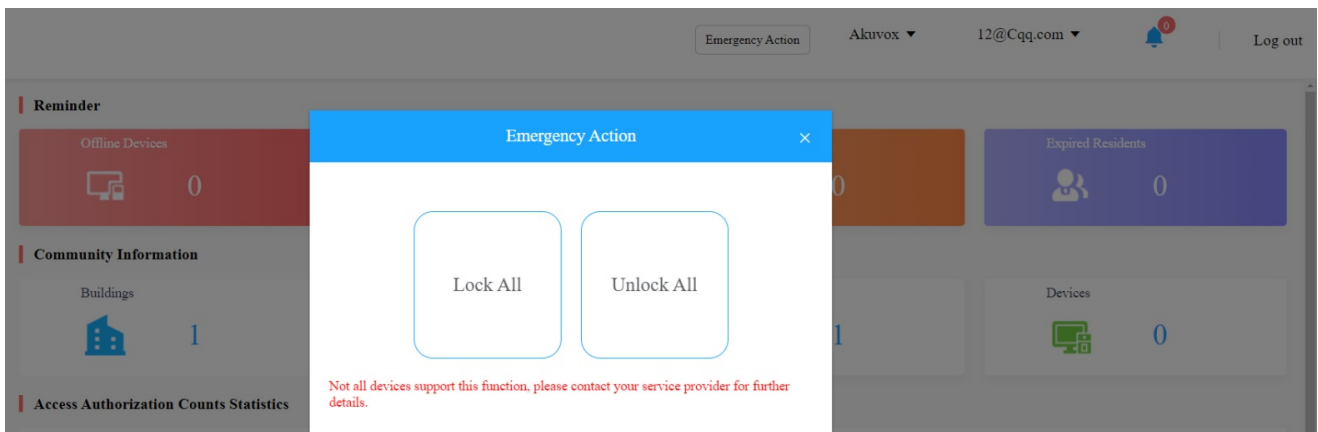 Emergency Action
Akuvox
12@Cqq.com
0
Log out
Reminder
Offline Devices
0
0
Expired Residents
0
Emergency Action
×
Lock All
Unlock All
Not all devices support this function, please contact your service provider for further
details.
Community Information
Buildings
1
1
Devices
0
Access Authorization Counts Statistics